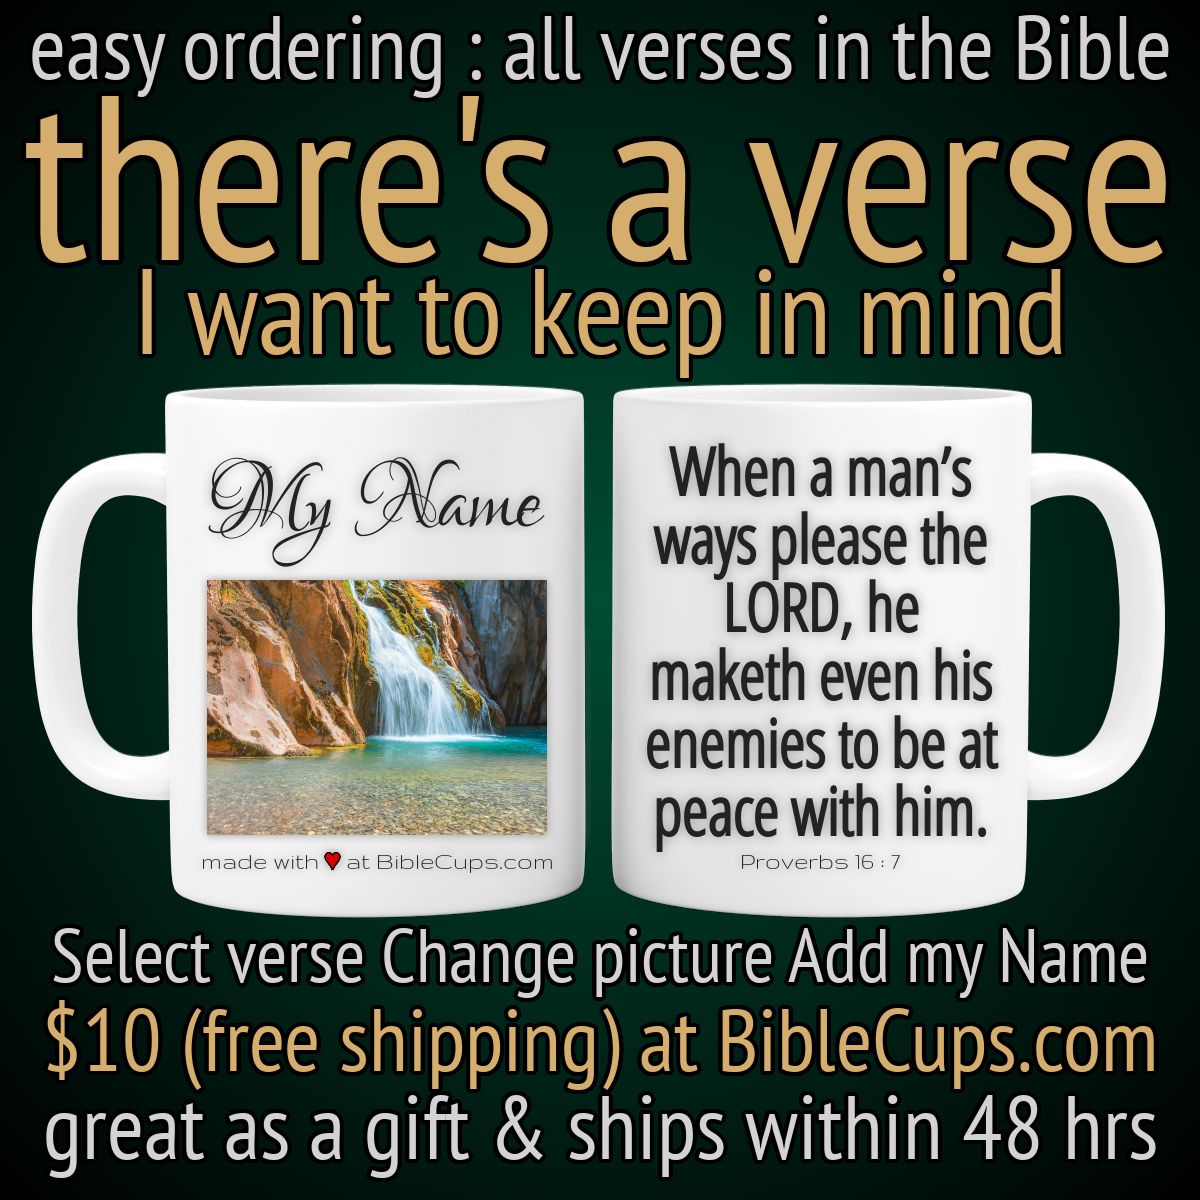 easy ordering : all verses in the Bible
there's a verse
I want to keep in mind
My Name
made with ♥ at BibleCups.com
When a man’s
ways please the
LORD, he
maketh even his
enemies to be at
peace with him.
Proverbs 16 : 7
Select verse Change picture Add my Name
$10 (free shipping) at BibleCups.com
great as a gift & ships within 48 hrs